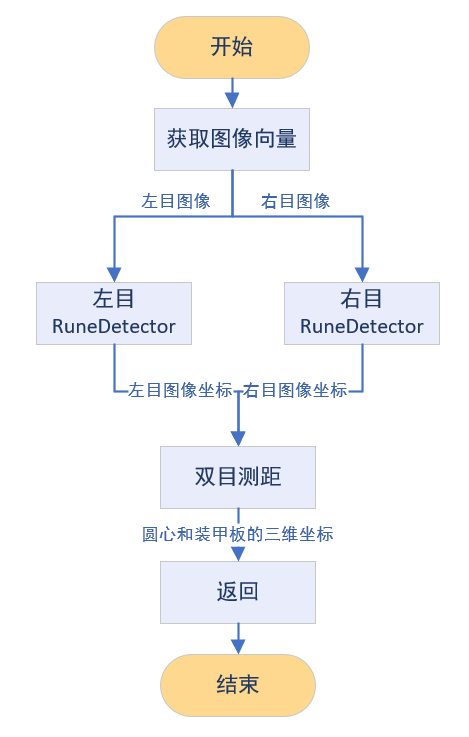 开始
获取图像向量
左目图像
右目图像
左目
RuneDetector
右目
RuneDetector
左目图像坐标
右目图像坐标
双目测距
圆心和装甲板的三维坐标
返回
结束